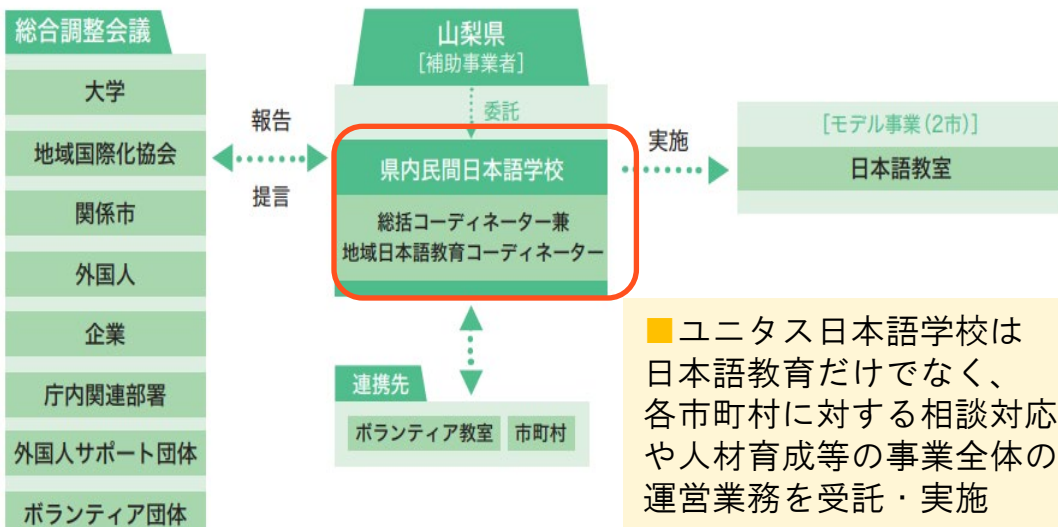 総合調整会議
大学
地域国際化協会
関係市
外国人
企業
庁内関連部署
外国人サポート団体
ボランティア団体
報告
提言
山梨県
[補助事業者]
委託
県内民間日本語学校
総括コーディネーター兼
地域日本語教育コーディネーター
実施
[モデル事業(2市)]
日本語教室
連携先
ボランティア教室
市町村
■ユニタス日本語学校は
日本語教育だけでなく、
各市町村に対する相談対応
や人材育成等の事業全体の
運営業務を受託・実施